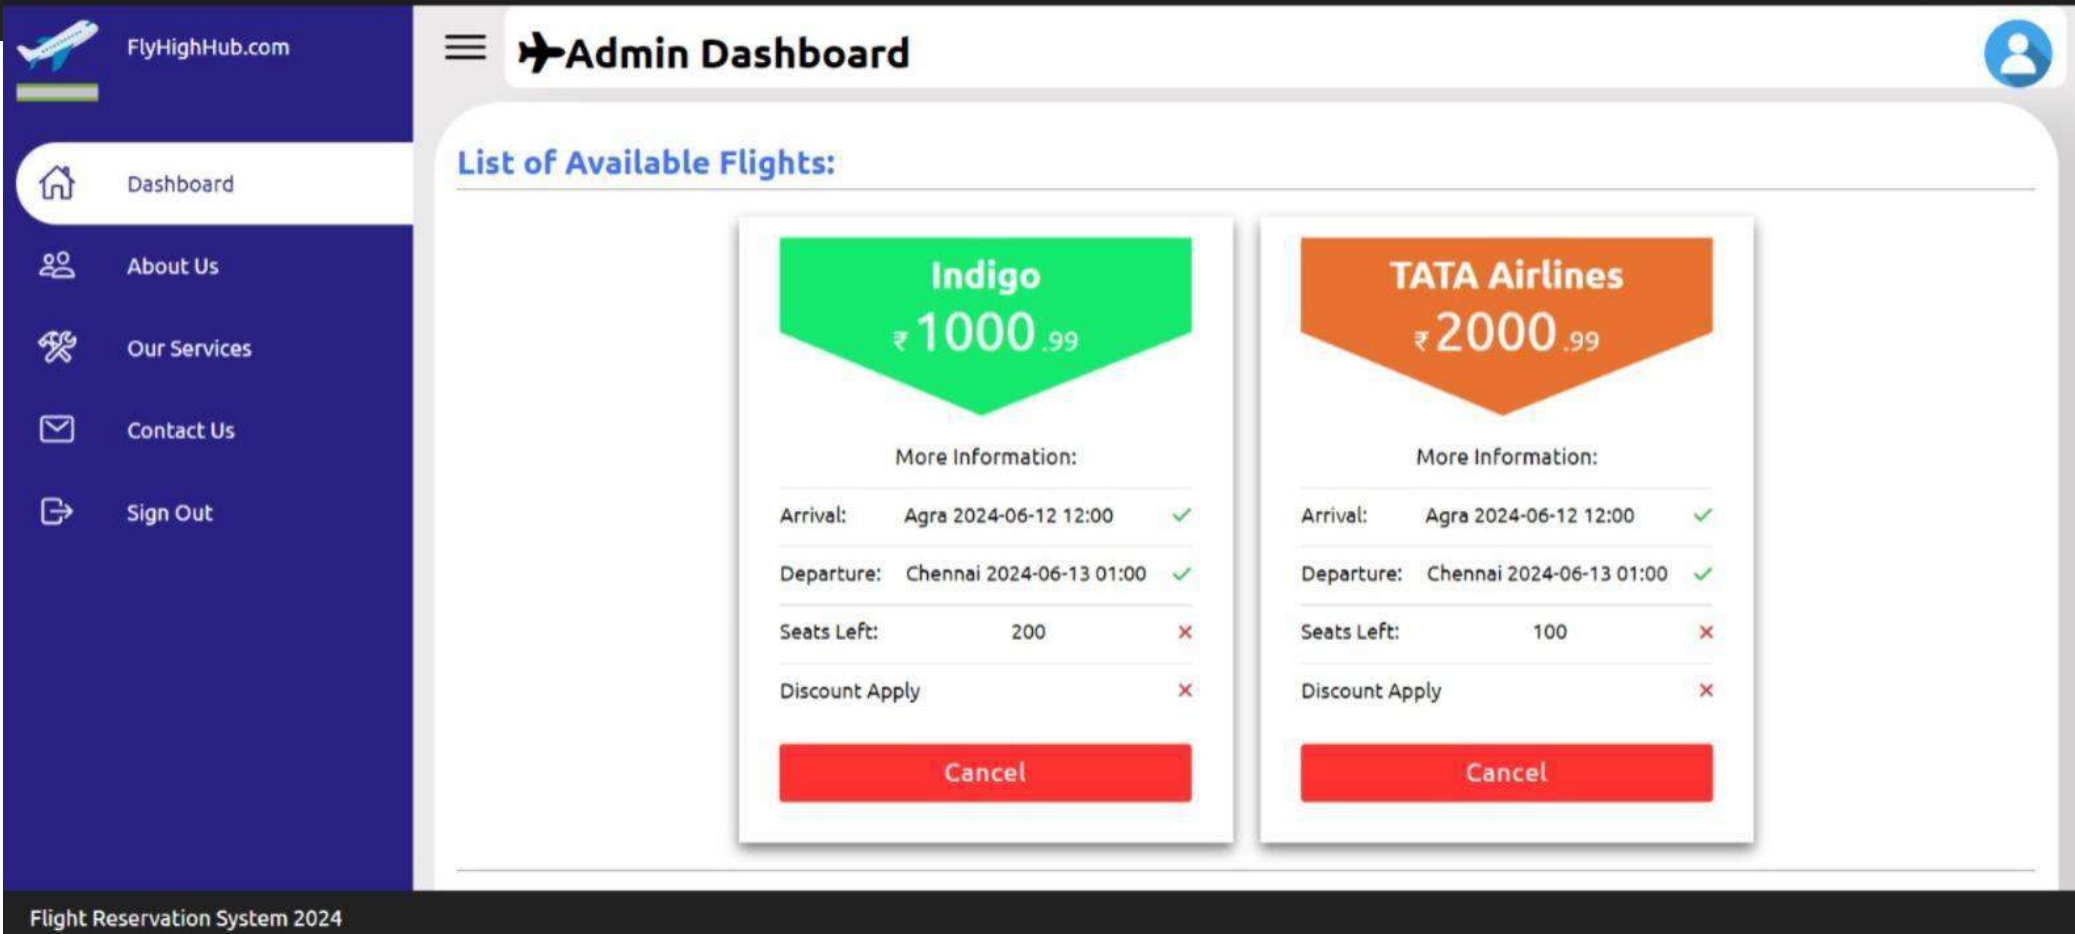 FlyHighHub.com
Dashboard
About Us
Our Services
Contact Us
Sign Out
Admin Dashboard
List of Available Flights:
Indigo
₹ 1000 .99
More Information:
Arrival: Agra 2024-06-12 12:00
Departure: Chennai 2024-06-13 01:00
Seats Left: 200
Discount Apply
Cancel
TATA Airlines
₹ 2000 .99
More Information:
Arrival: Agra 2024-06-12 12:00
Departure: Chennai 2024-06-13 01:00
Seats Left: 100
Discount Apply
Cancel
Flight Reservation System 2024